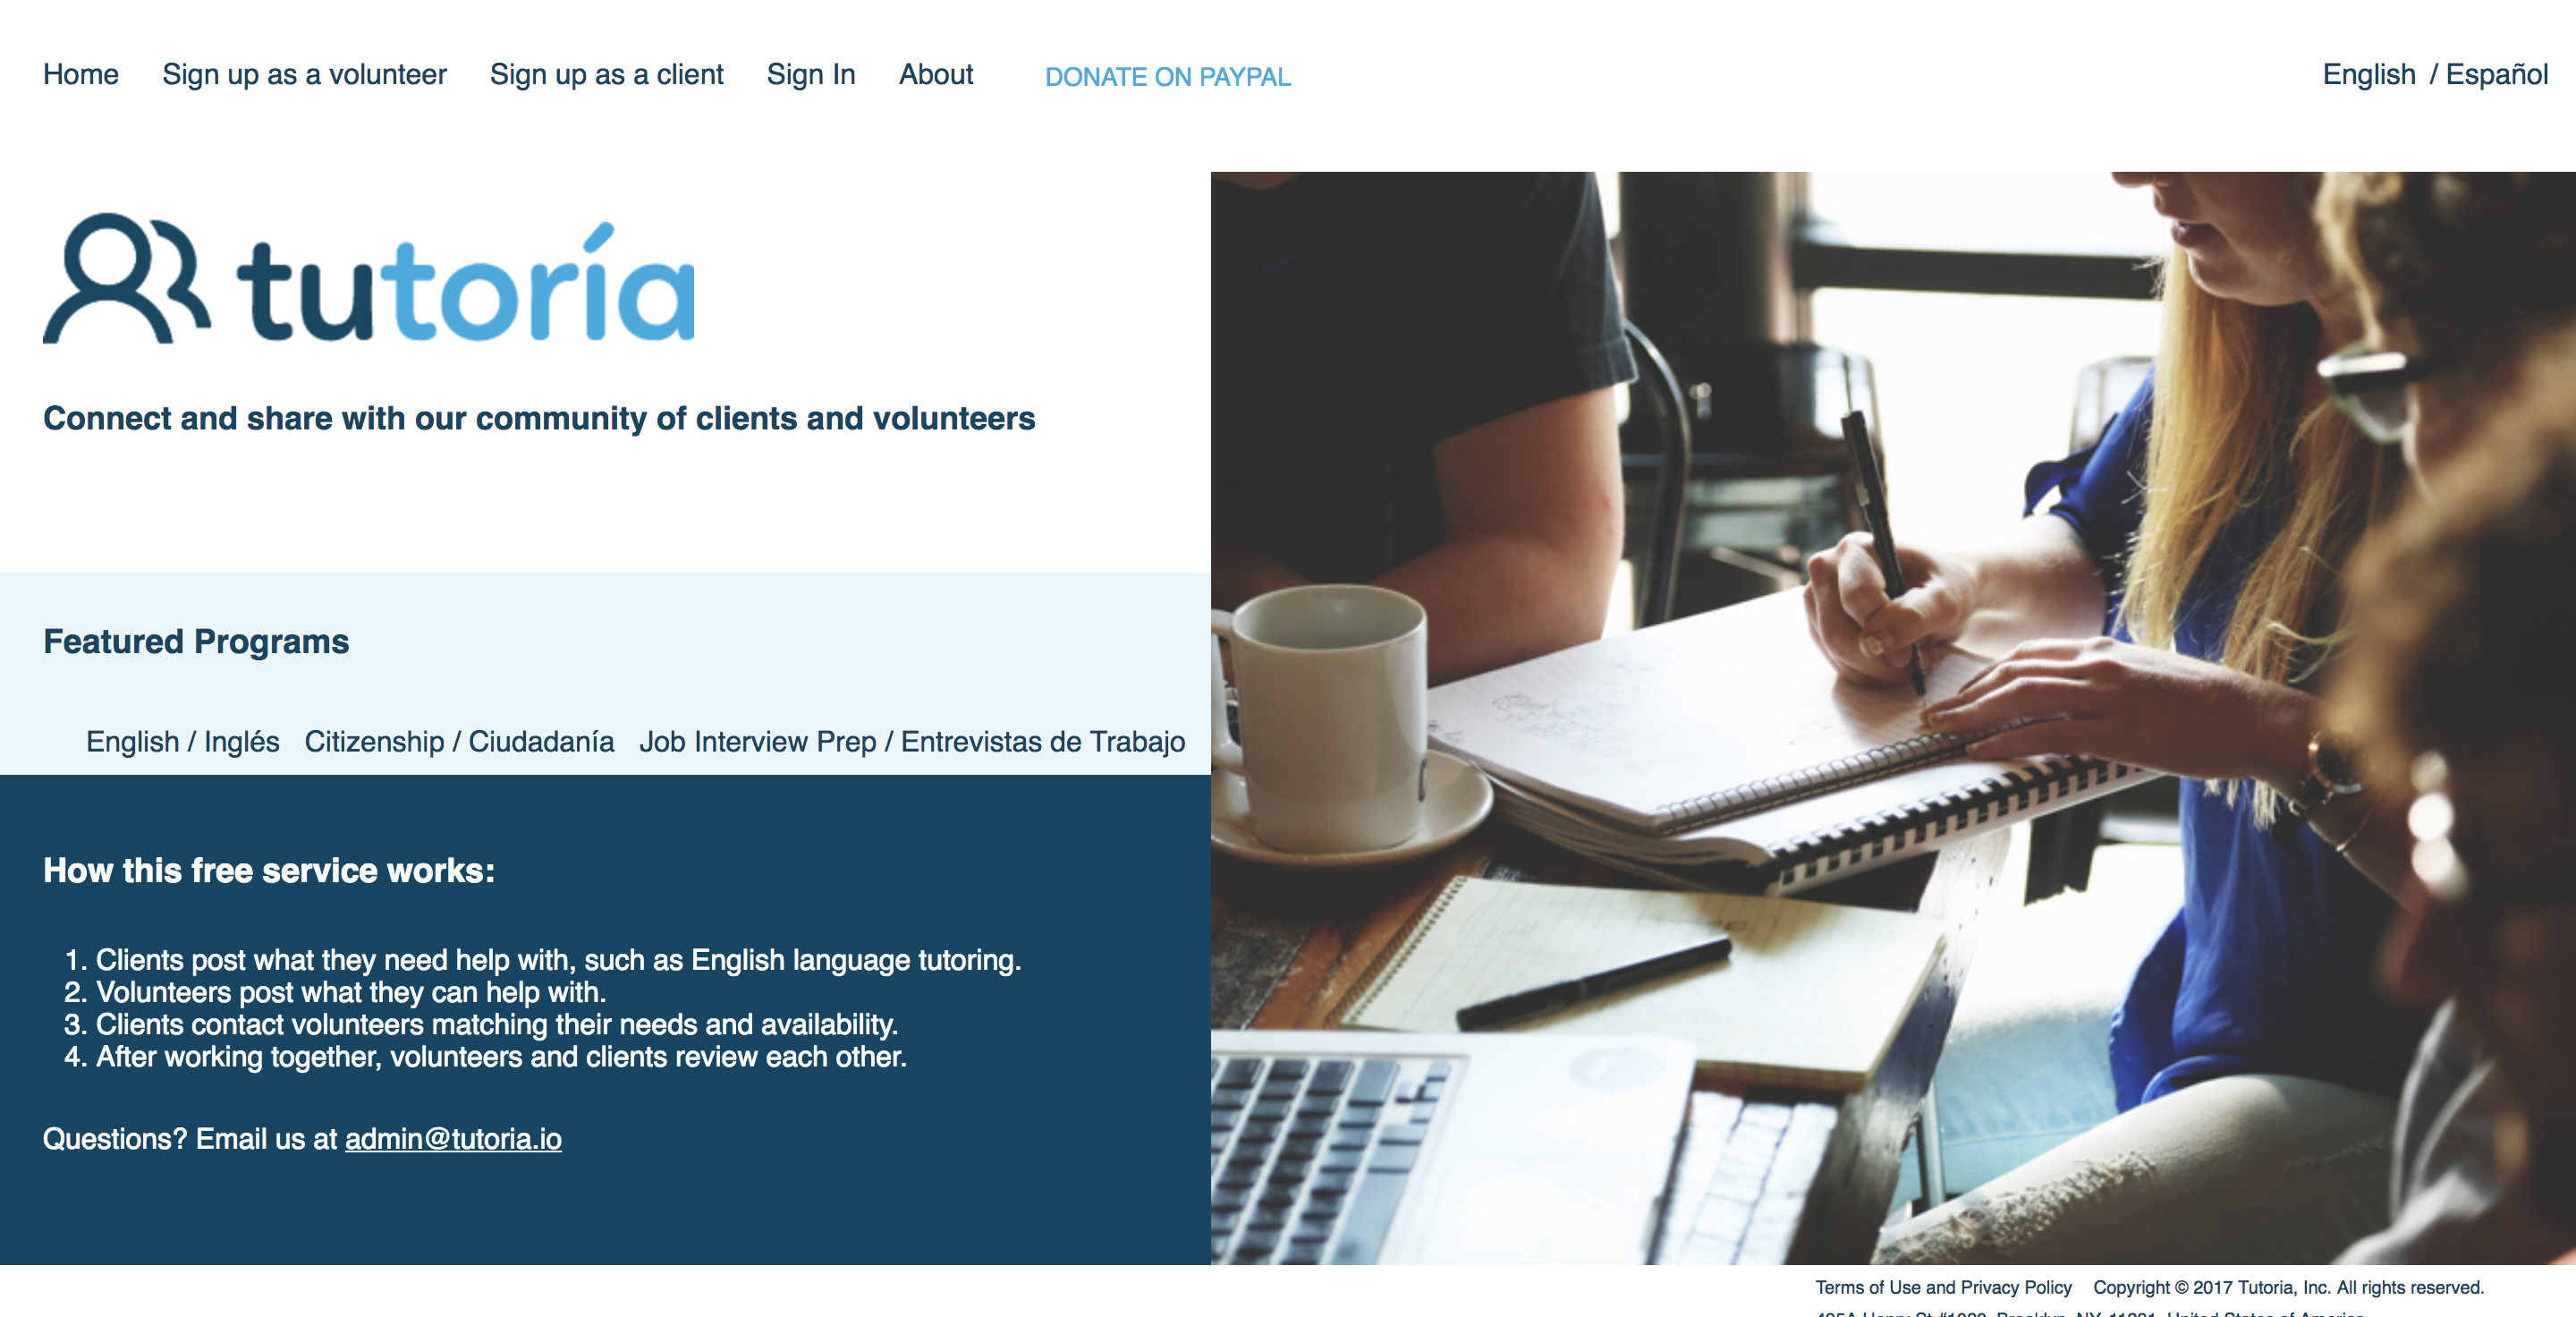 Home Sign up as a volunteer Sign up as a client Sign In About DONATE ON PAYPAL English / Español
tutoría
Connect and share with our community of clients and volunteers
Featured Programs
English / Inglés Citizenship / Ciudadanía Job Interview Prep / Entrevistas de Trabajo
How this free service works:
1. Clients post what they need help with, such as English language tutoring.
2. Volunteers post what they can help with.
3. Clients contact volunteers matching their needs and availability.
4. After working together, volunteers and clients review each other.
Questions? Email us at admin@tutoria.io
Terms of Use and Privacy Policy Copyright © 2017 Tutoria, Inc. All rights reserved.